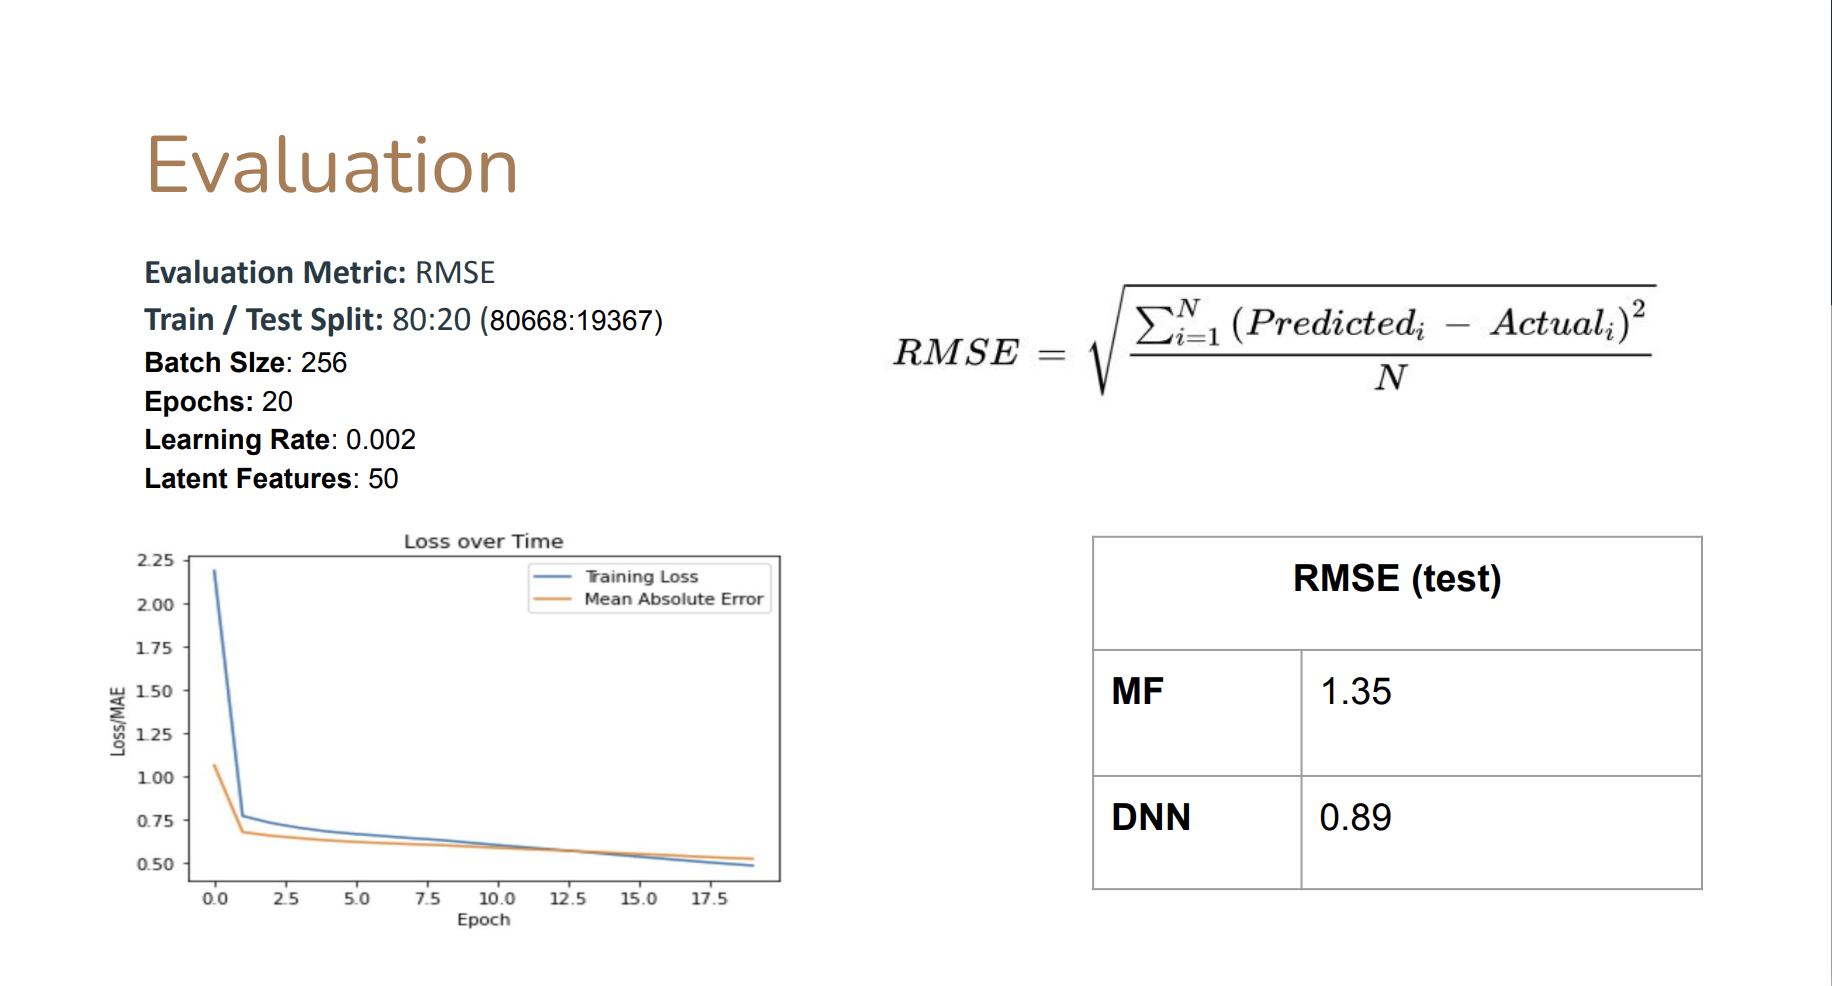 Evaluation
Evaluation Metric: RMSE
Train / Test Split: 80:20 (80668:19367)
Batch SIze: 256
Epochs: 20
Learning Rate: 0.002
Latent Features: 50
RMSE = √(∑_{i=1}^{N} (Predicted_i − Actual_i)^2 / N)
Loss over Time
Training Loss
Mean Absolute Error
Loss/MAE
2.25
2.00
1.75
1.50
1.25
1.00
0.75
0.50
0.0 2.5 5.0 7.5 10.0 12.5 15.0 17.5
Epoch
RMSE (test)
MF 1.35
DNN 0.89